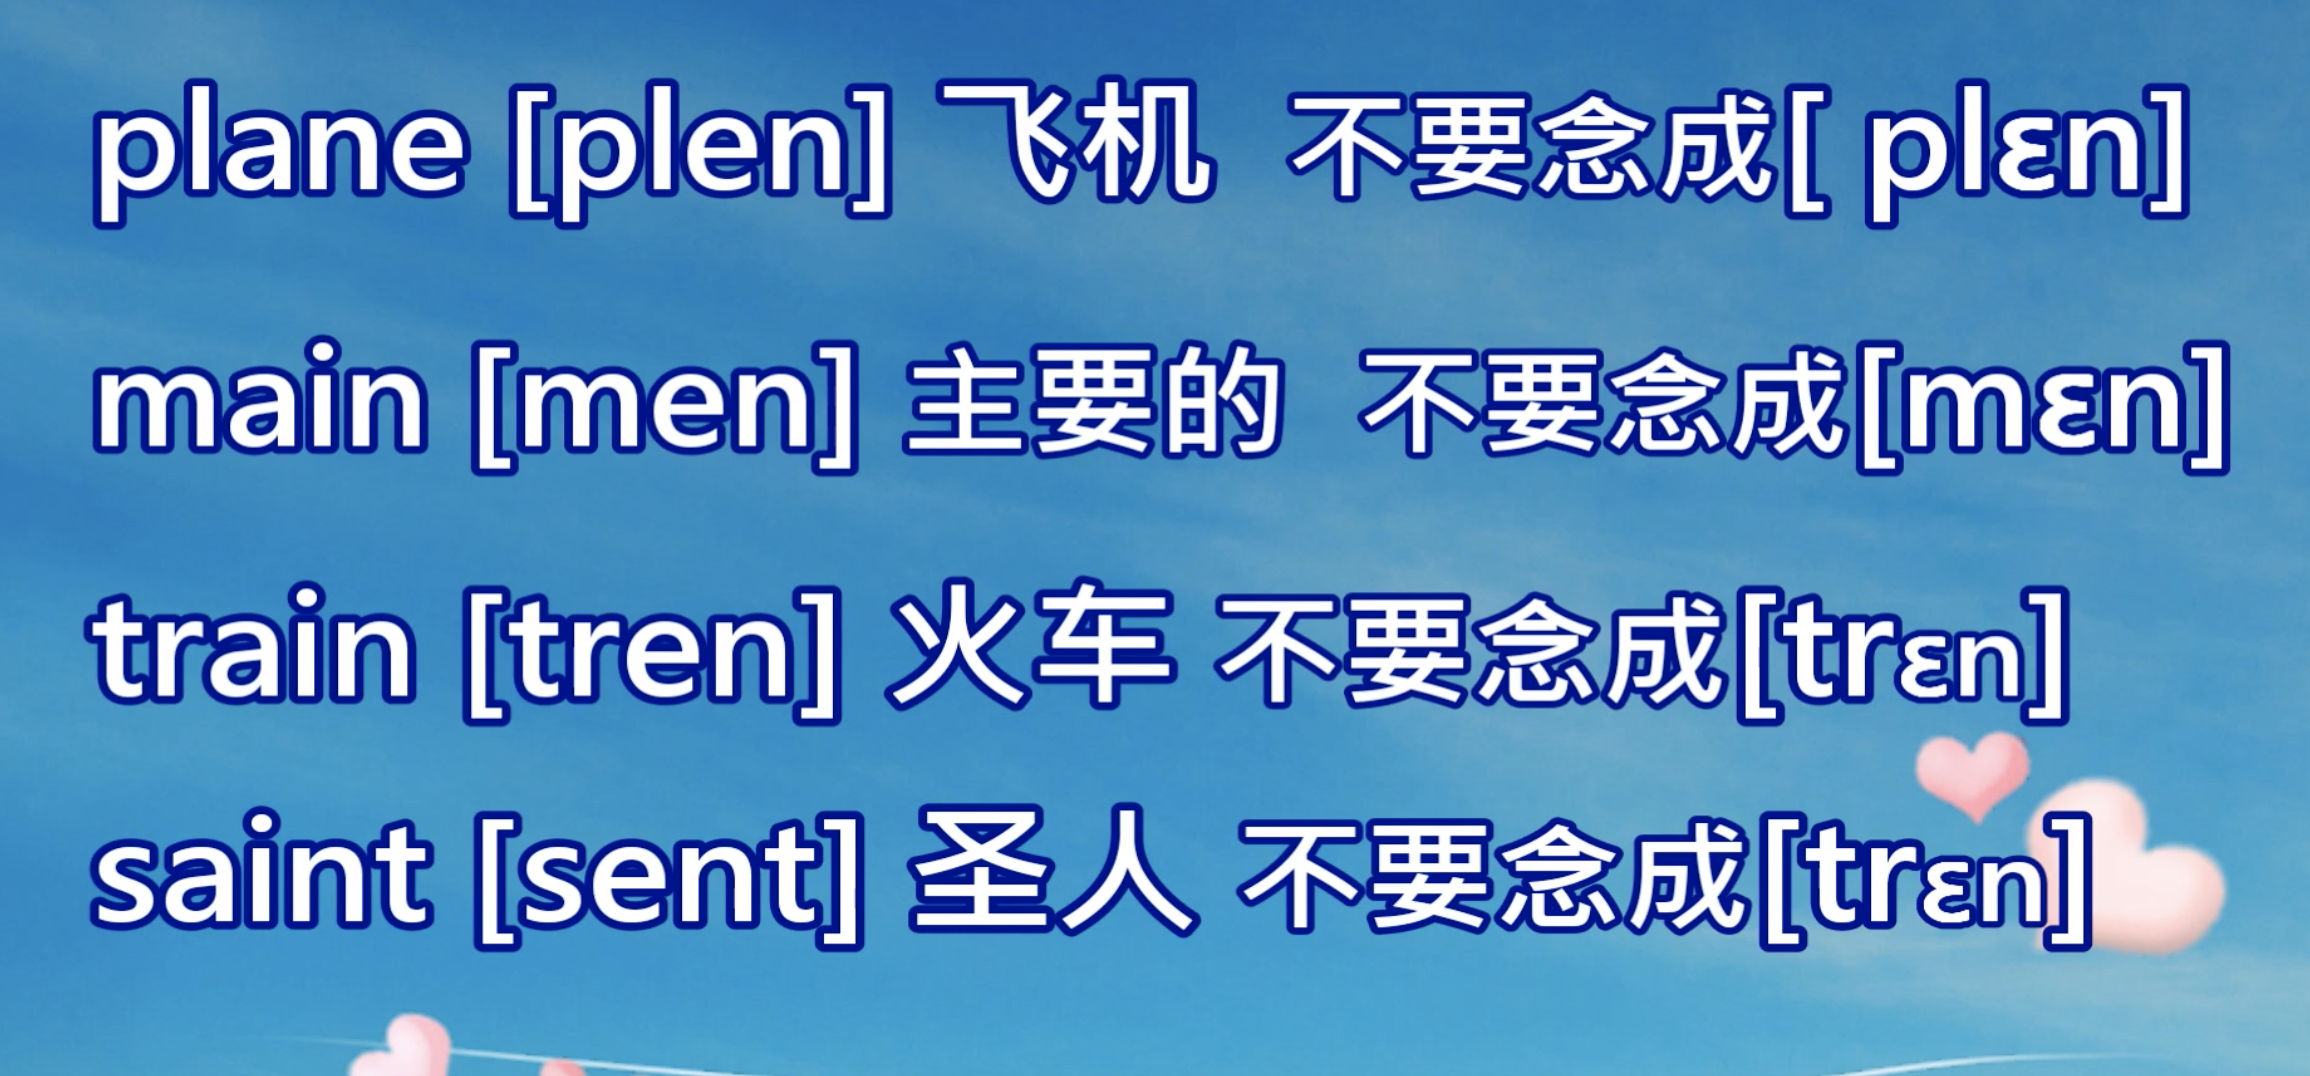 plane [plen] 飞机 不要念成[ plɛn]
main [men] 主要的 不要念成[mɛn]
train [tren] 火车 不要念成[trɛn]
saint [sent] 圣人 不要念成[trɛn]